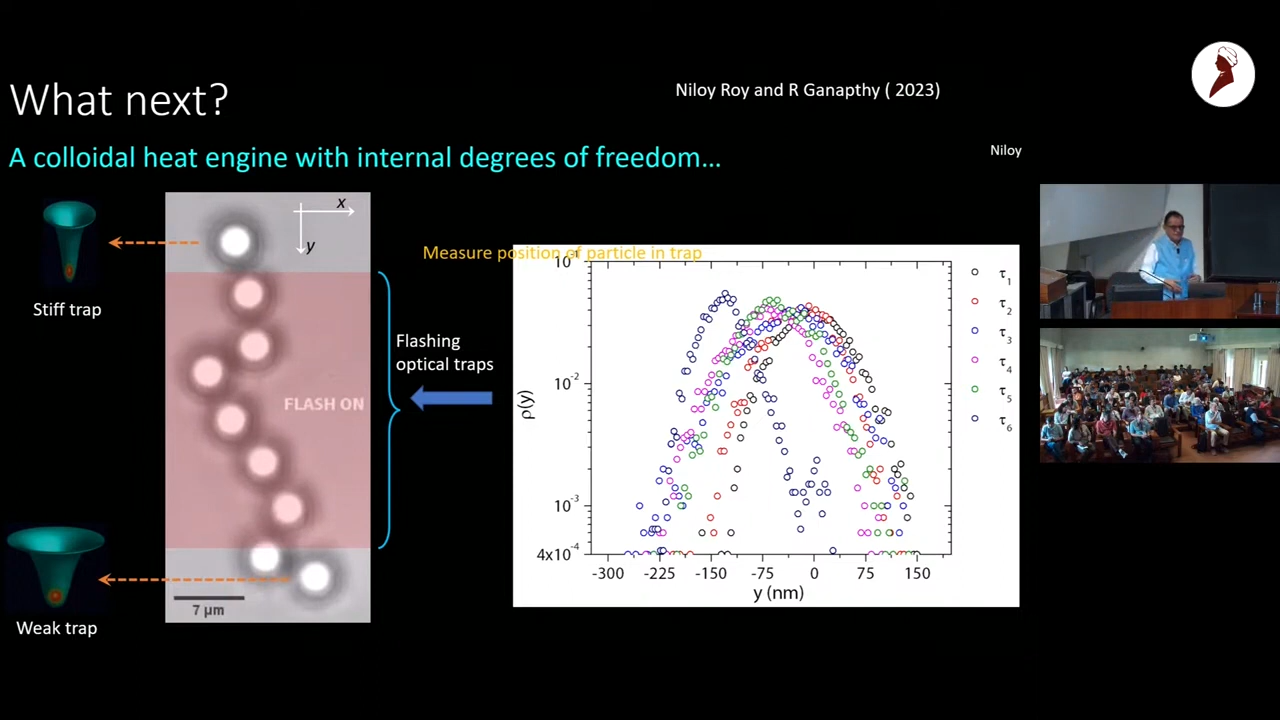 What next?
Niloy Roy and R Ganapthy ( 2023)
A colloidal heat engine with internal degrees of freedom...
Niloy
Stiff trap
x
y
FLASH ON
7 μm
Weak trap
Flashing
optical traps
Measure position of particle in trap
10⁻¹
10⁻²
10⁻³
4x10⁻⁴
ρ(y)
-300 -225 -150 -75 0 75 150
y (nm)
τ₁
τ₂
τ₃
τ₄
τ₅
τ₆